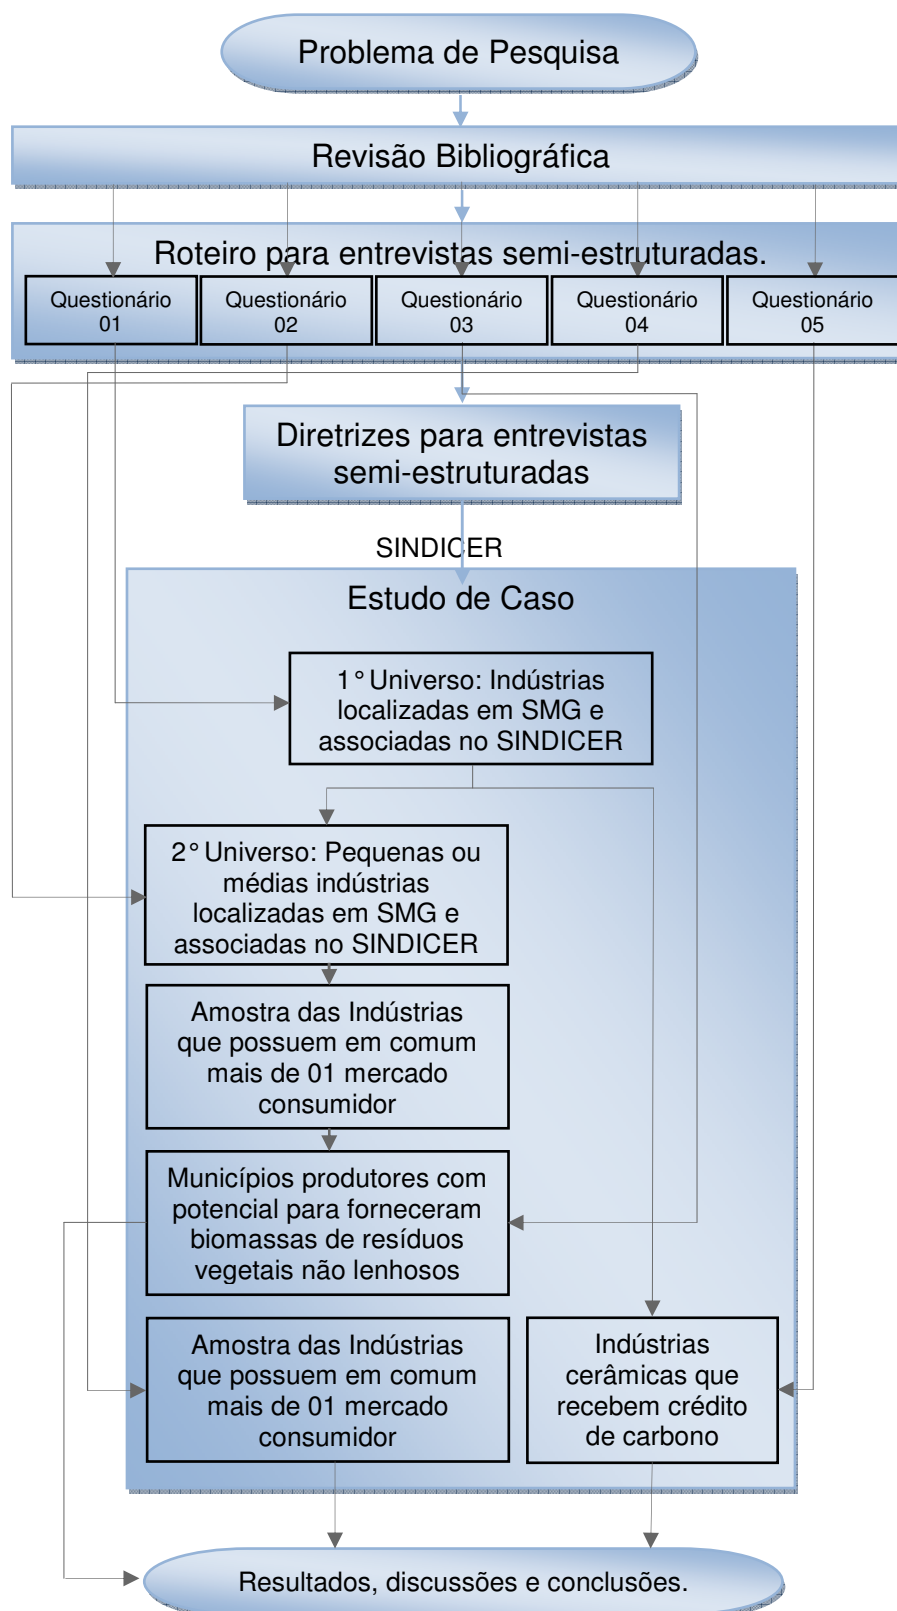 Problema de Pesquisa
Revisão Bibliográfica
Roteiro para entrevistas semi-estruturadas.
Questionário
01
Questionário
02
Questionário
03
Questionário
04
Questionário
05
Diretrizes para entrevistas
semi-estruturadas
SINDICER
Estudo de Caso
1° Universo: Indústrias
localizadas em SMG e
associadas no SINDICER
2° Universo: Pequenas ou
médias indústrias
localizadas em SMG e
associadas no SINDICER
Amostra das Indústrias
que possuem em comum
mais de 01 mercado
consumidor
Municípios produtores com
potencial para forneceram
biomassas de resíduos
vegetais não lenhosos
Amostra das Indústrias
que possuem em comum
mais de 01 mercado
consumidor
Indústrias
cerâmicas que
recebem crédito
de carbono
Resultados, discussões e conclusões.